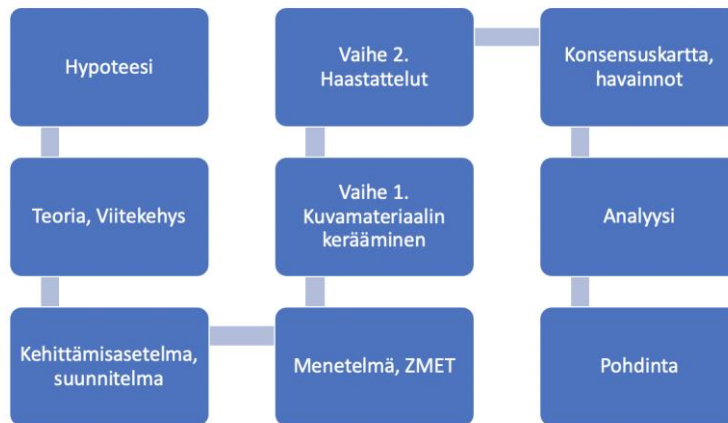 Hypoteesi
Teoria, Viitekehys
Kehittämisasetelma,
suunnitelma
Menetelmä, ZMET
Vaihe 1.
Kuvamateriaalin
kerääminen
Vaihe 2.
Haastattelut
Konsensuskartta,
havainnot
Analyysi
Pohdinta